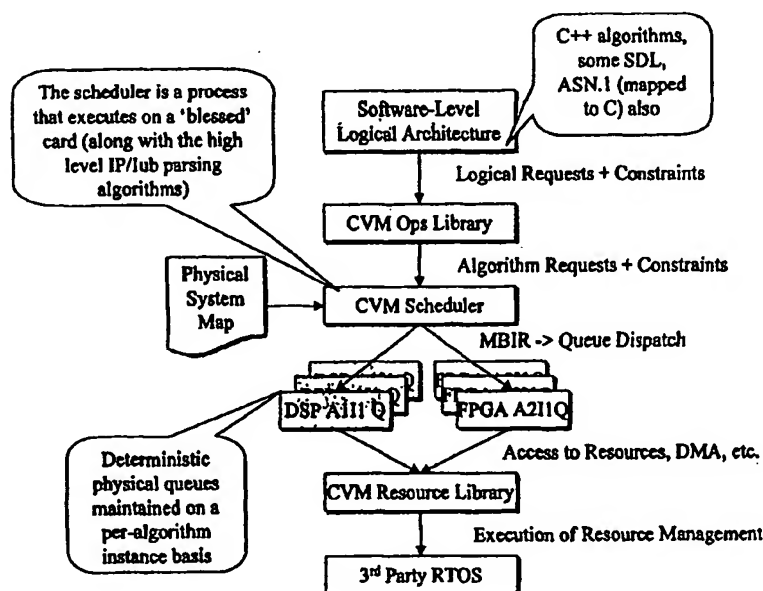 The scheduler is a process
that executes on a 'blessed'
card (along with the high
level IP/Iub parsing
algorithms)
C++ algorithms,
some SDL,
ASN.1 (mapped
to C) also
Software-Level
Logical Architecture
Logical Requests + Constraints
CVM Ops Library
Algorithm Requests + Constraints
Physical
System
Map
CVM Scheduler
MBIR -> Queue Dispatch
DSP A1I1 Q
FPGA A2I1Q
Access to Resources, DMA, etc.
Deterministic
physical queues
maintained on a
per-algorithm
instance basis
CVM Resource Library
Execution of Resource Management
3rd Party RTOS